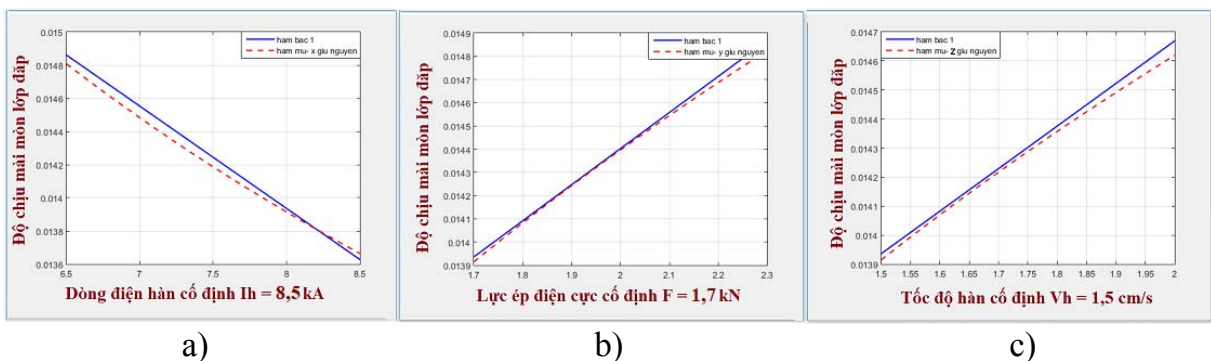 Độ chịu mài mòn lớp đắp
0.015
0.0148
0.0146
0.0144
0.0142
0.014
0.0138
0.0136
6.5 7 7.5 8 8.5
ham bac 1
ham mu- x giu nguyen
Dòng điện hàn cố định Ih = 8,5 kA
a)
Độ chịu mài mòn lớp đắp
0.0149
0.0148
0.0147
0.0146
0.0145
0.0144
0.0143
0.0142
0.0141
0.014
0.0139
1.7 1.8 1.9 2 2.1 2.2 2.3
ham bac 1
ham mu- y giu nguyen
Lực ép điện cực cố định F = 1,7 kN
b)
Độ chịu mài mòn lớp đắp
0.0147
0.0146
0.0145
0.0144
0.0143
0.0142
0.0141
0.014
0.0139
1.5 1.55 1.6 1.65 1.7 1.75 1.8 1.85 1.9 1.95 2
ham bac 1
ham mu- z giu nguyen
Tốc độ hàn cố định Vh = 1,5 cm/s
c)